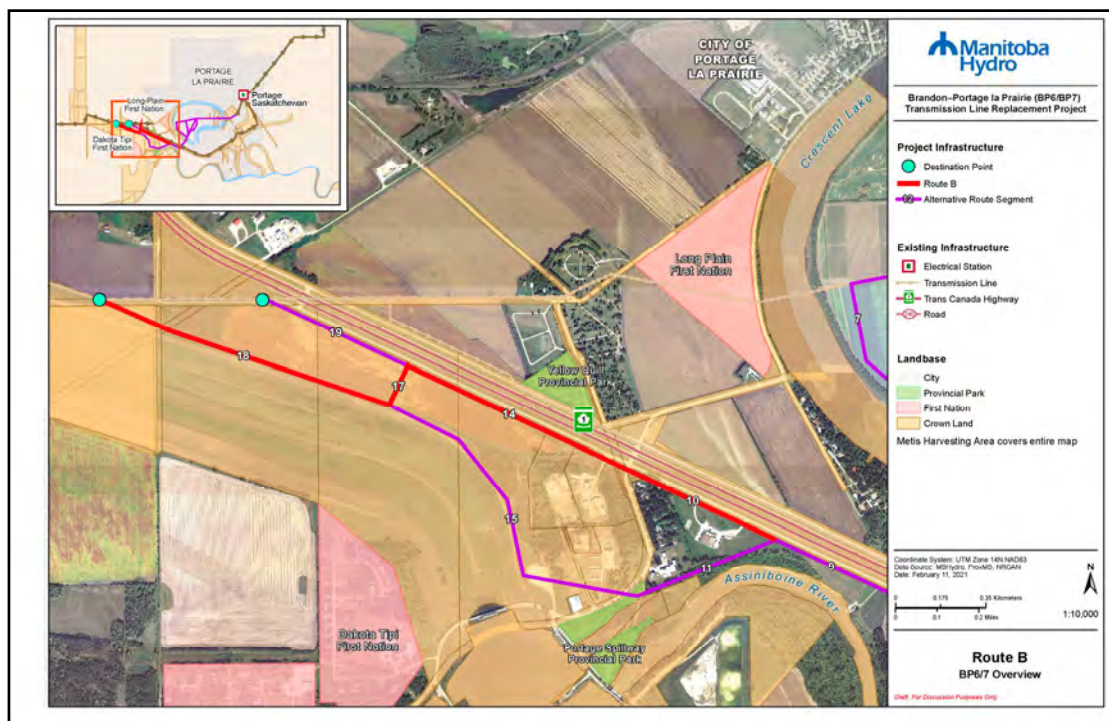 PORTAGE
LA PRAIRIE
Portage
Saskatchewan
Long Plain
First Nation
Dakota Tipi
First Nation
CITY OF
PORTAGE
LA PRAIRIE
Crescent Lake
Long Plain
First Nation
7
19
18
17
14
Yellow Quill
Provincial Park
1
10
15
11
9
Assiniboine River
Dakota Tipi
First Nation
Portage Spillway
Provincial Park
Manitoba
Hydro
Brandon–Portage la Prairie (BP6/BP7)
Transmission Line Replacement Project
Project Infrastructure
Destination Point
Route B
Alternative Route Segment
Existing Infrastructure
Electrical Station
Transmission Line
Trans Canada Highway
Road
Landbase
City
Provincial Park
First Nation
Crown Land
Metis Harvesting Area covers entire map
Coordinate System: UTM Zone 14N NAD83
Data Source: MBHydro, ProvMB, NRCAN
Date: February 11, 2021
N
0 0.175 0.35 Kilometers
0 0.1 0.2 Miles
1:10,000
Route B
BP6/7 Overview
Draft: For Discussion Purposes Only